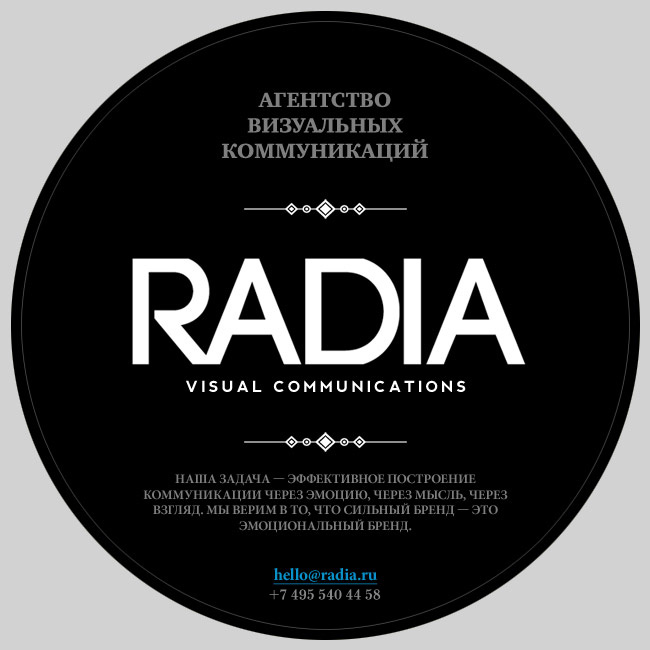 АГЕНТСТВО
ВИЗУАЛЬНЫХ
КОММУНИКАЦИЙ
RADIA
VISUAL COMMUNICATIONS
НАША ЗАДАЧА — ЭФФЕКТИВНОЕ ПОСТРОЕНИЕ
КОММУНИКАЦИИ ЧЕРЕЗ ЭМОЦИЮ, ЧЕРЕЗ МЫСЛЬ, ЧЕРЕЗ
ВЗГЛЯД. МЫ ВЕРИМ В ТО, ЧТО СИЛЬНЫЙ БРЕНД — ЭТО
ЭМОЦИОНАЛЬНЫЙ БРЕНД.
hello@radia.ru
+7 495 540 44 58